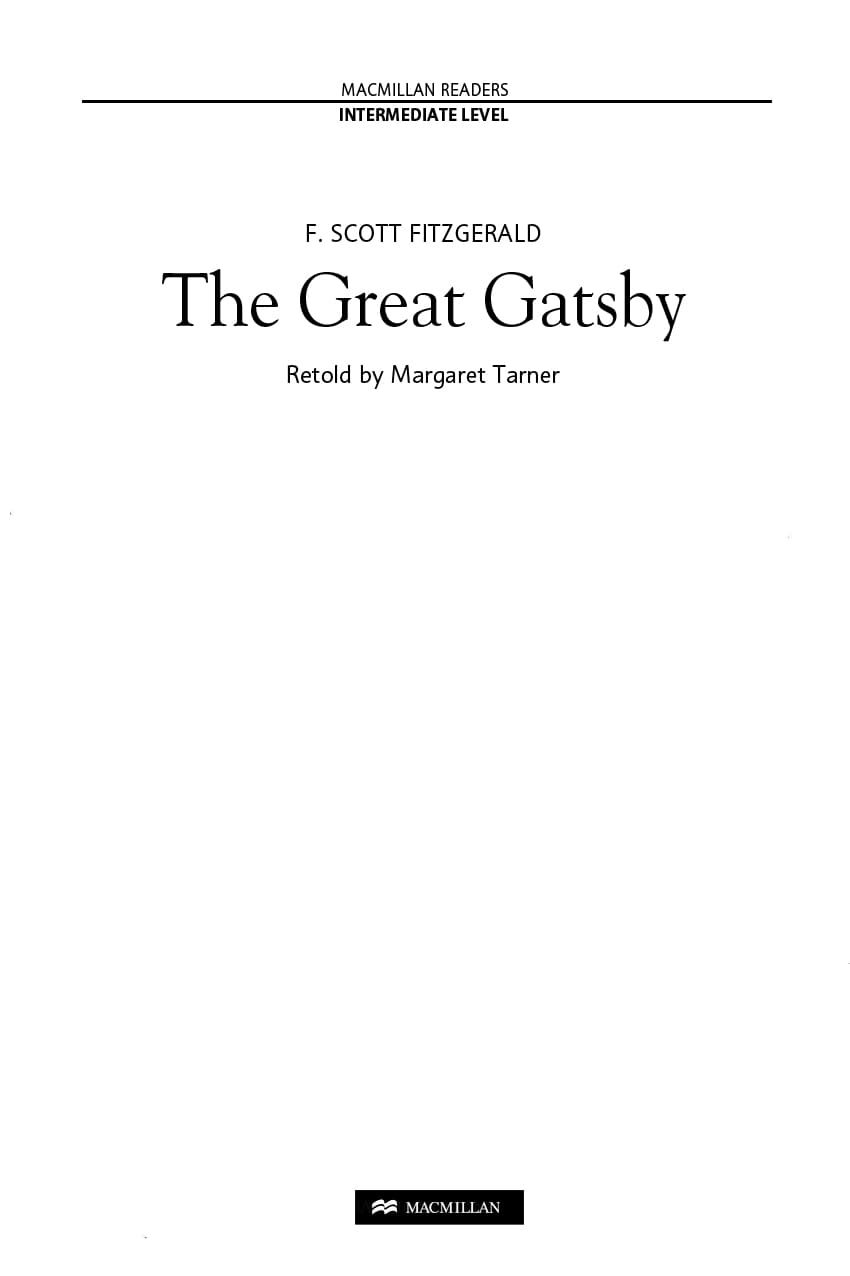 MACMILLAN READERS
INTERMEDIATE LEVEL
F. SCOTT FITZGERALD
The Great Gatsby
Retold by Margaret Tarner
MACMILLAN